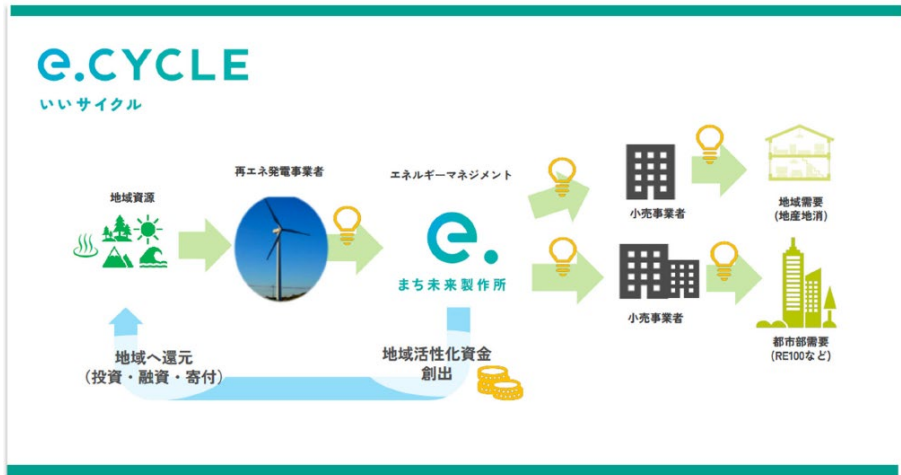 e.CYCLE
いいサイクル
地域資源
再エネ発電事業者
エネルギーマネジメント
e.
まち未来製作所
小売事業者
地域需要
(地産地消)
小売事業者
都市部需要
(RE100など)
地域活性化資金
創出
地域へ還元
(投資・融資・寄付)